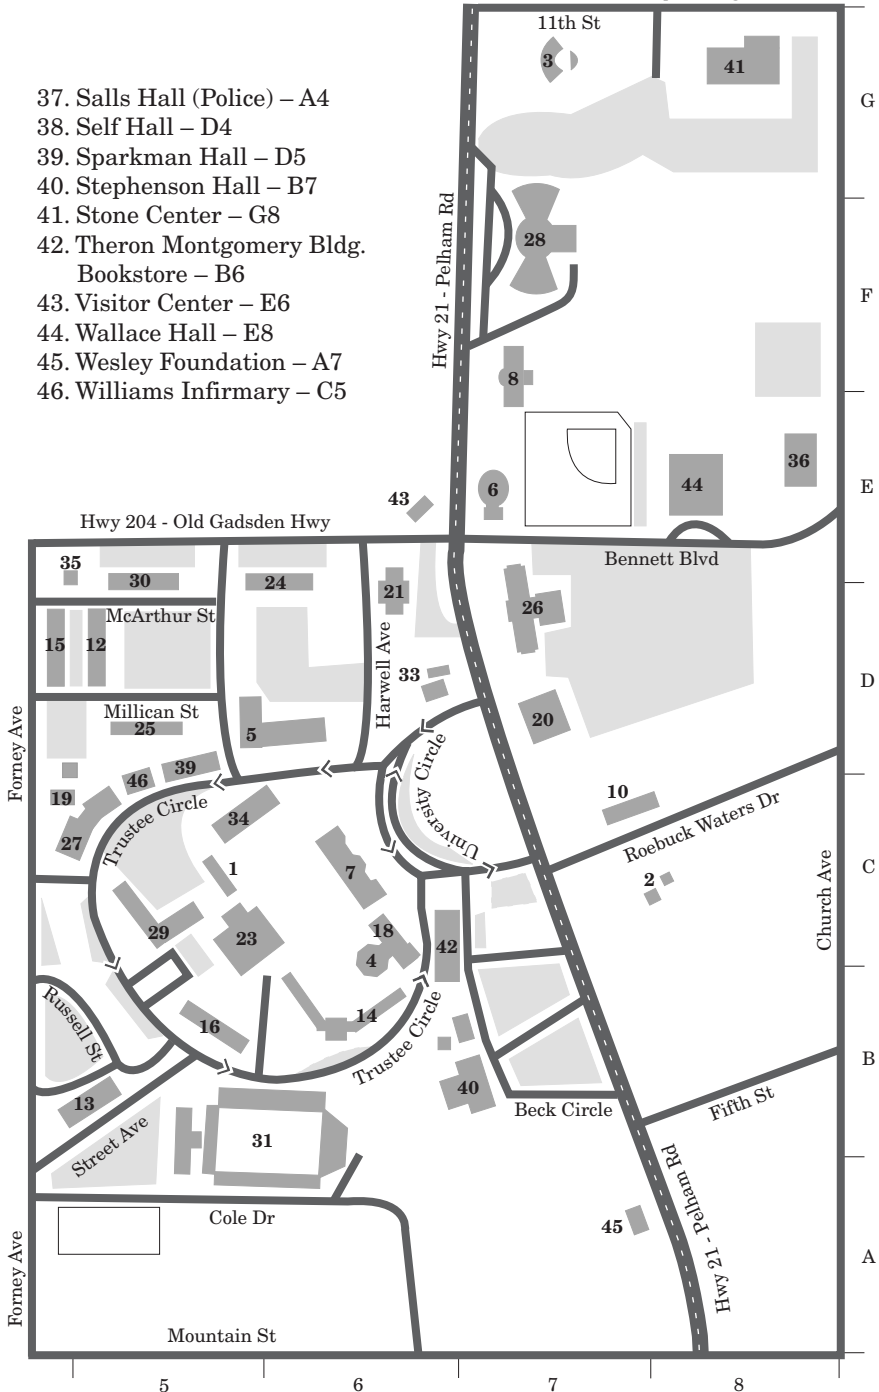 11th St
3
41
37. Salls Hall (Police) – A4
38. Self Hall – D4
39. Sparkman Hall – D5
40. Stephenson Hall – B7
41. Stone Center – G8
42. Theron Montgomery Bldg.
Bookstore – B6
43. Visitor Center – E6
44. Wallace Hall – E8
45. Wesley Foundation – A7
46. Williams Infirmary – C5
G
Hwy 21 - Pelham Rd
28
F
8
36
6
44
E
43
Hwy 204 - Old Gadsden Hwy
Bennett Blvd
35
30
24
21
26
McArthur St
15
12
Harwell Ave
33
D
Millican St
25
5
20
Forney Ave
39
46
19
University Circle
10
Trustee Circle
34
27
Roebuck Waters Dr
1
7
2
C
Church Ave
29
23
18
42
4
Russell St
16
14
Trustee Circle
B
40
13
Beck Circle
Fifth St
Street Ave
31
Hwy 21 - Pelham Rd
Cole Dr
45
Forney Ave
A
Mountain St
5
6
7
8